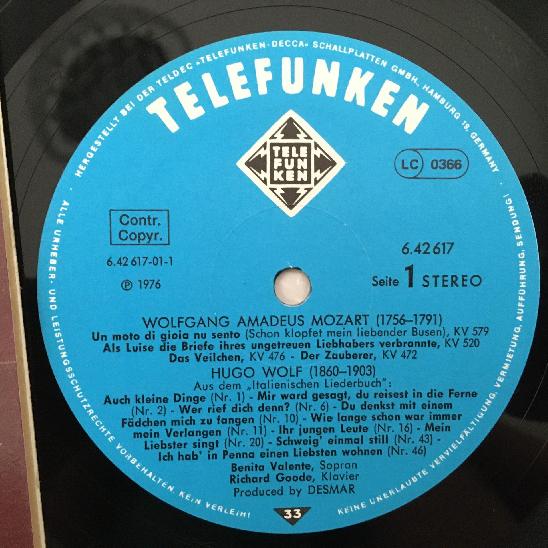 HERGESTELLT BEI DER TELDEC »TELEFUNKEN-DECCA« SCHALLPLATTEN GMBH, HAMBURG 19, GERMANY ·
TELEFUNKEN
TELE
FUN
KEN
LC 0366
Contr.
Copyr.
6.42 617-01-1
℗ 1976
6.42 617
Seite 1 STEREO
WOLFGANG AMADEUS MOZART (1756–1791)
Un moto di gioia nu sento (Schon klopfet mein liebender Busen), KV 579
Als Luise die Briefe ihres ungetreuen Liebhabers verbrannte, KV 520
Das Veilchen, KV 476 - Der Zauberer, KV 472
HUGO WOLF (1860–1903)
Aus dem „Italienischen Liederbuch“:
Auch kleine Dinge (Nr. 1) - Mir ward gesagt, du reisest in die Ferne
(Nr. 2) - Wer rief dich denn? (Nr. 6) - Du denkst mit einem
Fädchen mich zu fangen (Nr. 10) - Wie lange schon war immer
mein Verlangen (Nr. 11) - Ihr jungen Leute (Nr. 16) - Mein
Liebster singt (Nr. 20) - Schweig' einmal still (Nr. 43) -
Ich hab' in Penna einen Liebsten wohnen (Nr. 46)
Benita Valente, Sopran
Richard Goode, Klavier
Produced by DESMAR
33
ALLE URHEBER- UND LEISTUNGSSCHUTZRECHTE VORBEHALTEN. KEIN VERLEIH!
KEINE UNERLAUBTE VERVIELFÄLTIGUNG, VERMIETUNG, AUFFÜHRUNG, SENDUNG!